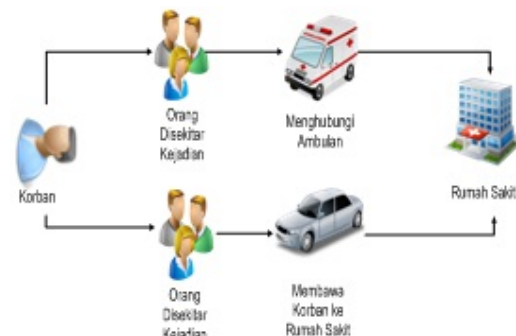 Orang
Disekitar
Kejadian
Menghubungi
Ambulan
Korban
Rumah Sakit
Orang
Disekitar
Kejadian
Membawa
Korban ke
Rumah Sakit